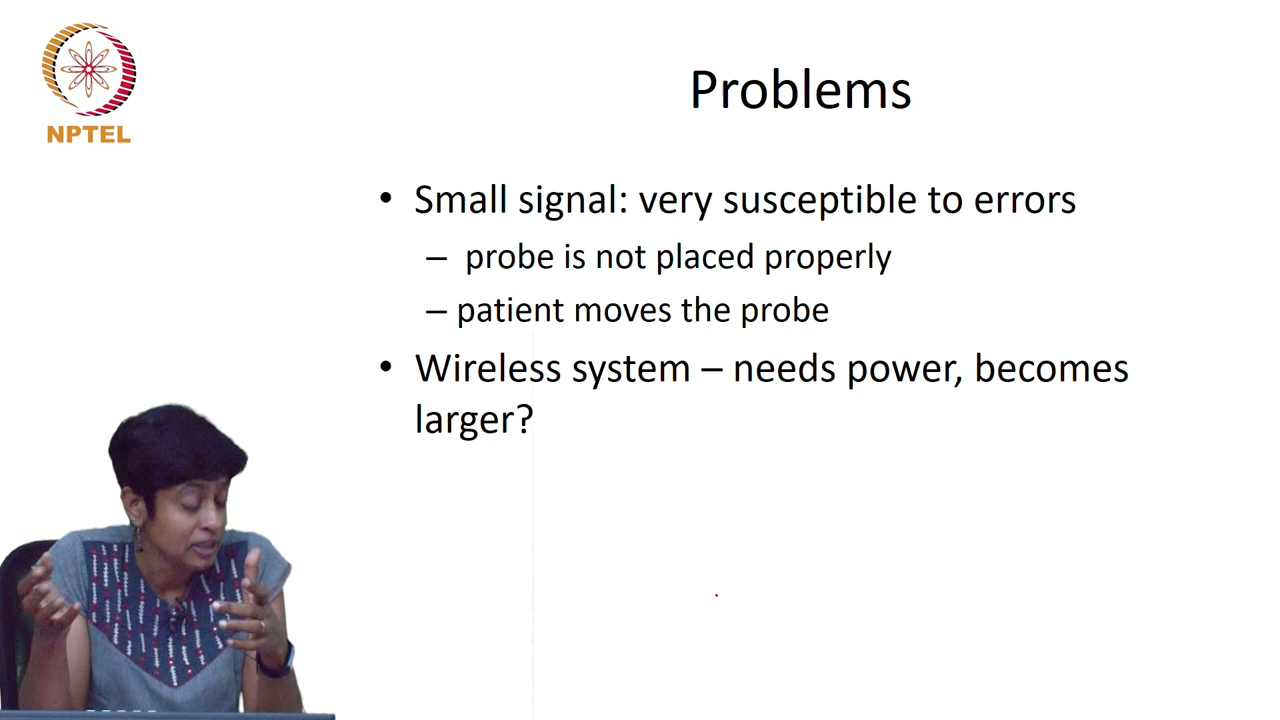 NPTEL
Problems
• Small signal: very susceptible to errors
– probe is not placed properly
– patient moves the probe
• Wireless system – needs power, becomes
larger?